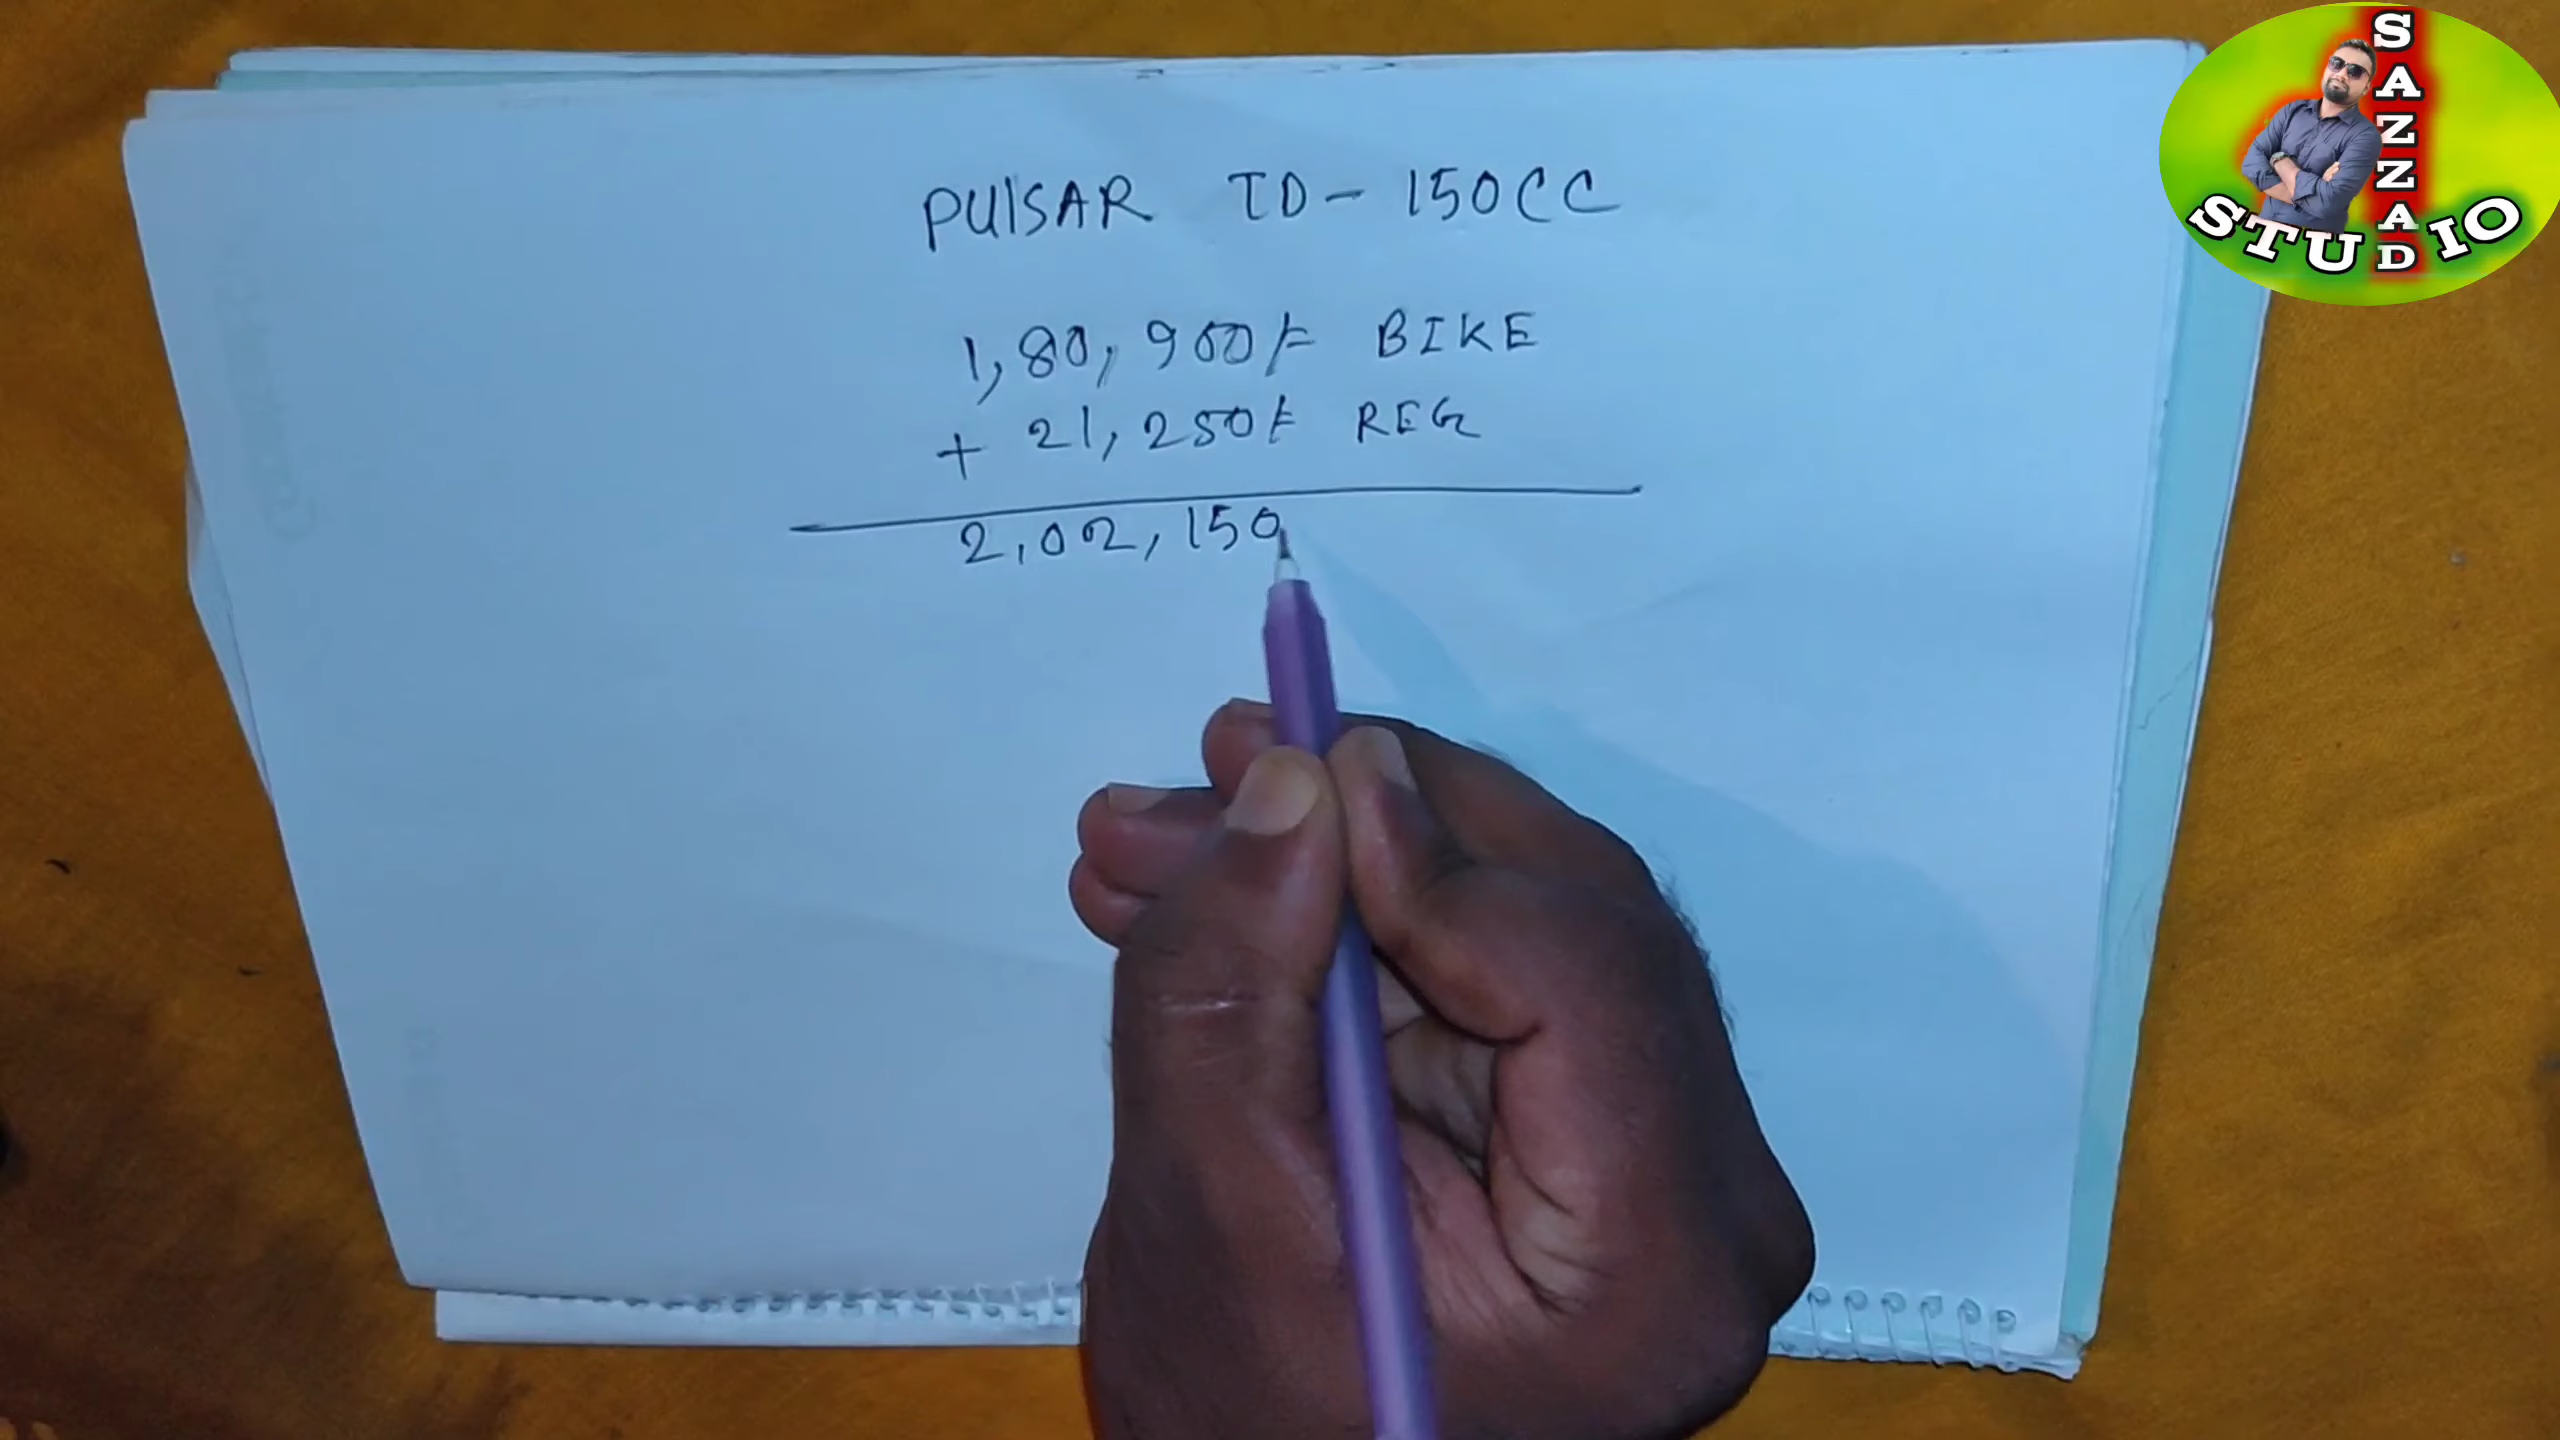 PULSAR TD - 150CC
1,80,900/= BIKE
+ 21,250/= REG
2,02,150
SAZZAD
STUDIO